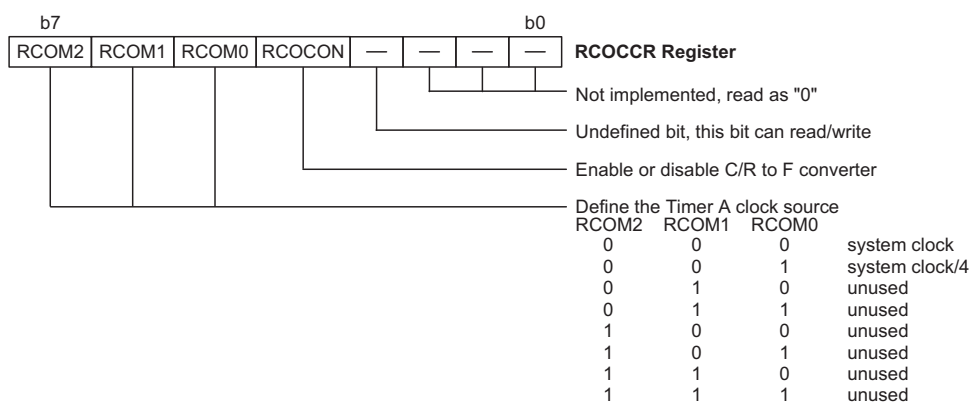 b7 b0
RCOM2 RCOM1 RCOM0 RCOCON — — — — RCOCCR Register
Not implemented, read as "0"
Undefined bit, this bit can read/write
Enable or disable C/R to F converter
Define the Timer A clock source
RCOM2 RCOM1 RCOM0
0 0 0 system clock
0 0 1 system clock/4
0 1 0 unused
0 1 1 unused
1 0 0 unused
1 0 1 unused
1 1 0 unused
1 1 1 unused